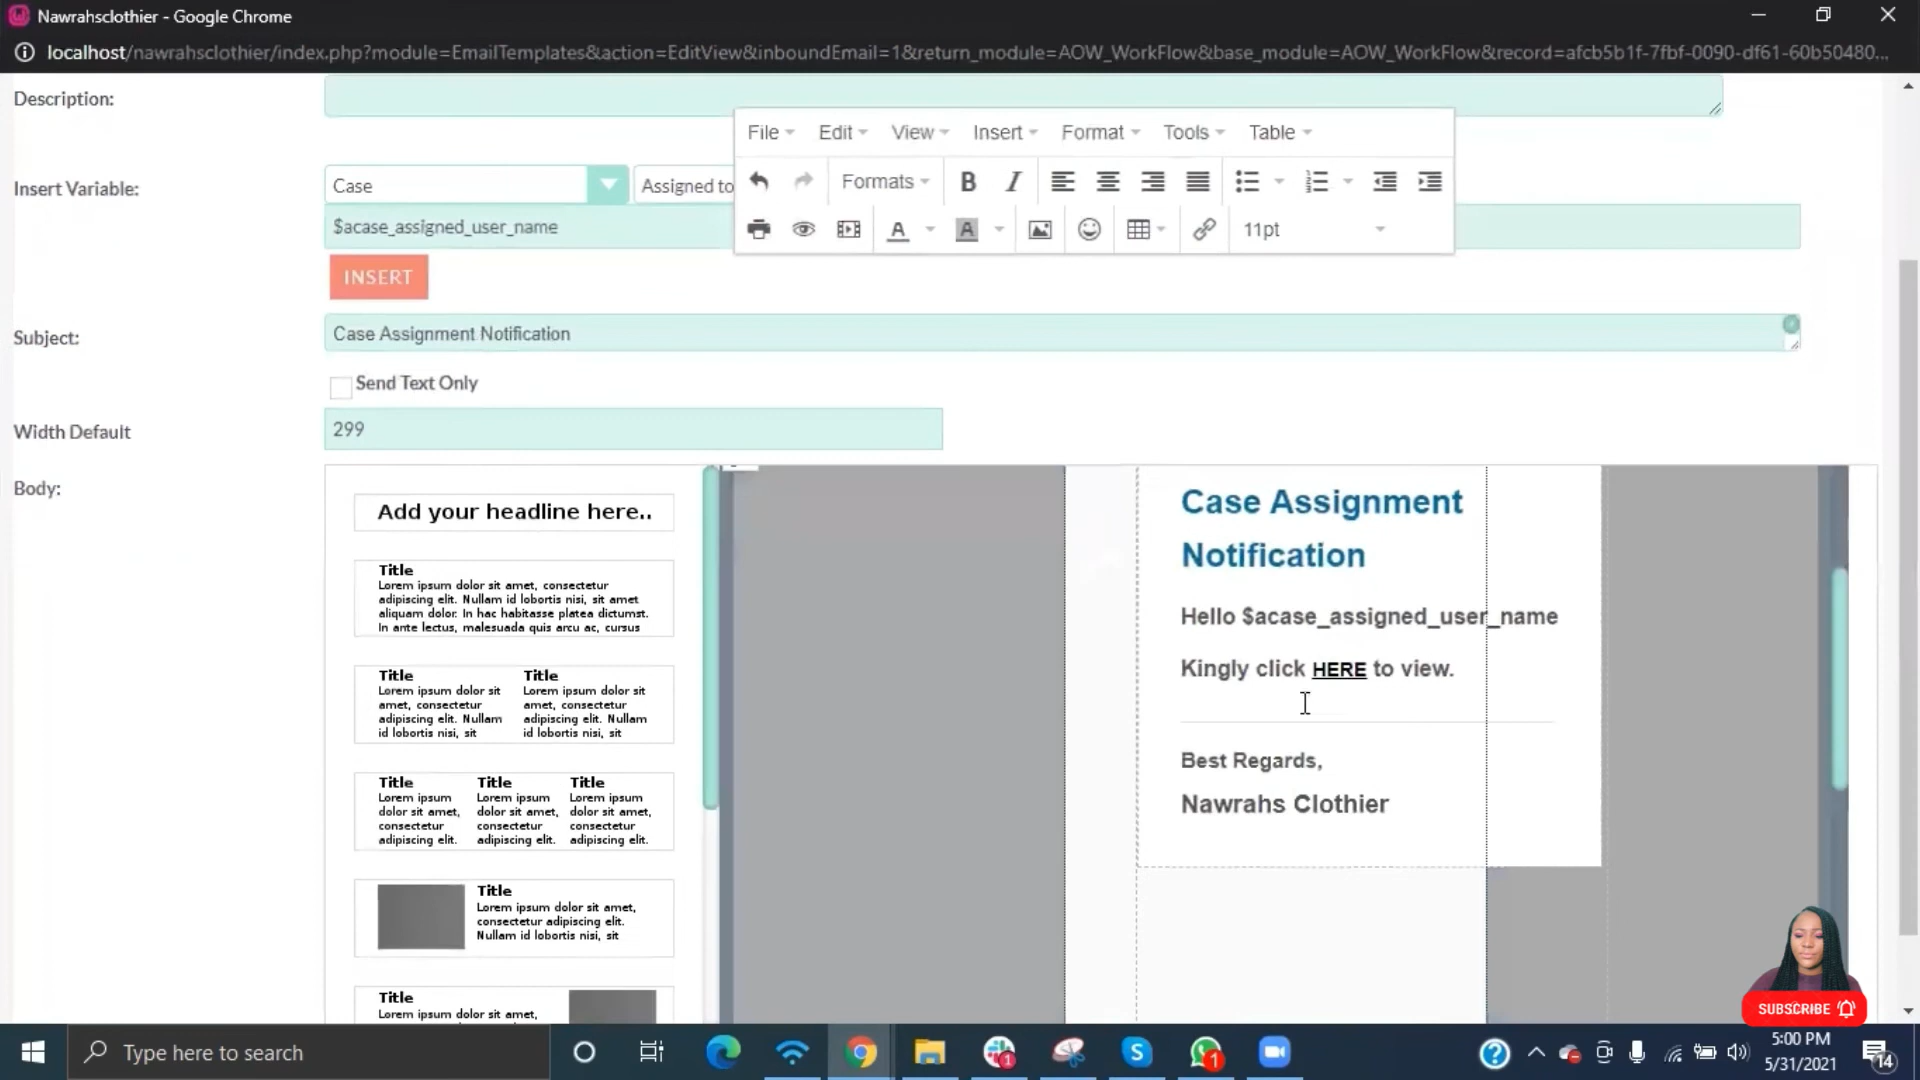 Nawrahsclothier - Google Chrome
localhost/nawrahsclothier/index.php?module=EmailTemplates&action=EditView&inboundEmail=1&return_module=AOW_WorkFlow&base_module=AOW_WorkFlow&record=afcb5b1f-7fbf-0090-df61-60b50480...
Description:
File Edit View Insert Format Tools Table
Insert Variable:
Case
Assigned to
Formats B I
$acase_assigned_user_name
A A 11pt
INSERT
Subject:
Case Assignment Notification
Send Text Only
Width Default
299
Body:
Add your headline here..
Title
Lorem ipsum dolor sit amet, consectetur
adipiscing elit. Nullam id lobortis nisi, sit amet
aliquam dolor. In hac habitasse platea dictumst.
In ante lectus, malesuada quis arcu ac, cursus
Title
Lorem ipsum dolor sit
amet, consectetur
adipiscing elit. Nullam
id lobortis nisi, sit
Title
Lorem ipsum dolor sit
amet, consectetur
adipiscing elit. Nullam
id lobortis nisi, sit
Title
Lorem ipsum
dolor sit amet,
consectetur
adipiscing elit.
Title
Lorem ipsum
dolor sit amet,
consectetur
adipiscing elit.
Title
Lorem ipsum
dolor sit amet,
consectetur
adipiscing elit.
Title
Lorem ipsum dolor sit amet,
consectetur adipiscing elit.
Nullam id lobortis nisi, sit
Title
Lorem ipsum dolor sit amet,
Case Assignment
Notification
Hello $acase_assigned_user_name
Kingly click HERE to view.
Best Regards,
Nawrahs Clothier
SUBSCRIBE
Type here to search
1
1
5:00 PM
5/31/2021
14